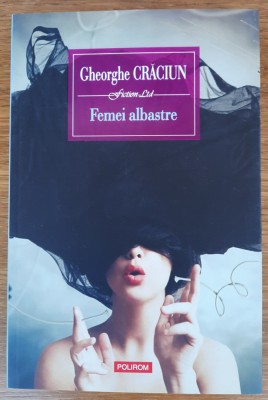 Gheorghe CRĂCIUN
Fiction Ltd
Femei albastre
POLIROM